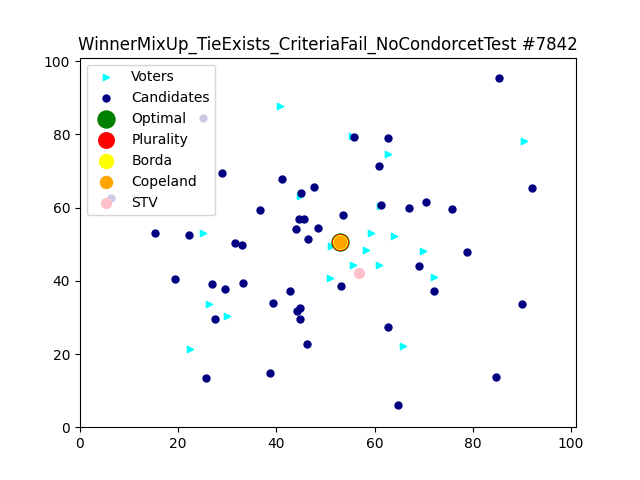 WinnerMixUp_TieExists_CriteriaFail_NoCondorcetTest #7842
100
80
60
40
20
0
Voters
Candidates
Optimal
Plurality
Borda
Copeland
STV
0 20 40 60 80 100